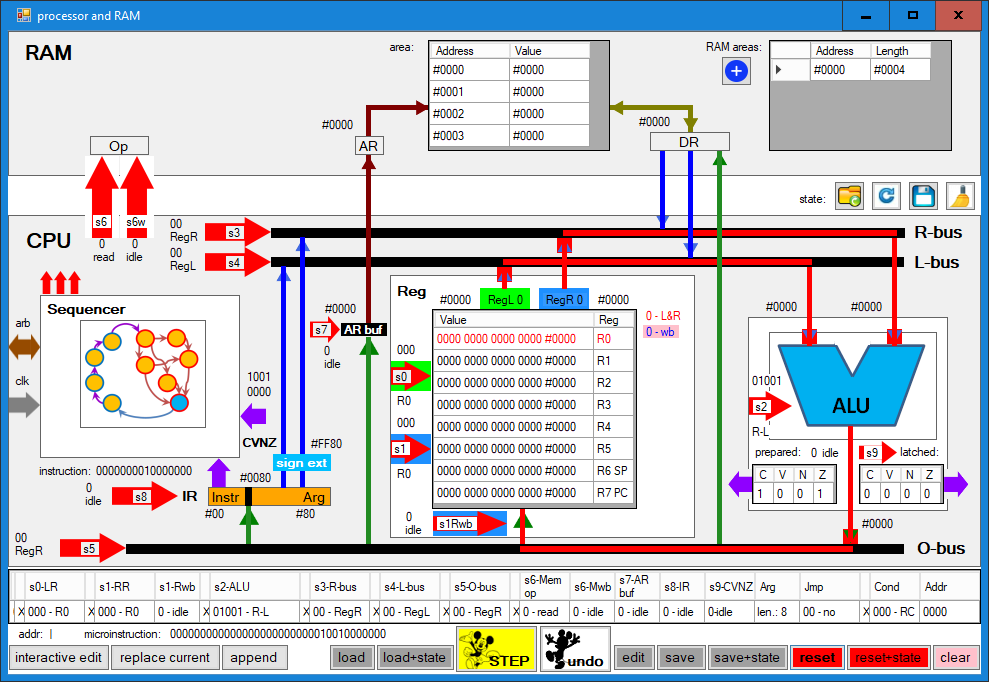 processor and RAM
RAM
area:
Address Value
#0000 #0000
#0001 #0000
#0002 #0000
#0003 #0000
RAM areas:
Address Length
#0000 #0004
#0000
AR
#0000
DR
Op
state:
s6 s6w
0 0
read idle
CPU
00
RegR
s3
00
RegL
s4
R-bus
L-bus
Sequencer
arb
clk
1001
0000
CVNZ
#0000
s7
AR buf
0
idle
#FF80
sign ext
instruction: 0000000010000000
0
idle
s8
IR
#0080
Instr Arg
#00 #80
Reg
#0000
RegL 0
RegR 0
#0000
0 - L&R
0 - wb
Value Reg
0000 0000 0000 0000 #0000 R0
0000 0000 0000 0000 #0000 R1
0000 0000 0000 0000 #0000 R2
0000 0000 0000 0000 #0000 R3
0000 0000 0000 0000 #0000 R4
0000 0000 0000 0000 #0000 R5
0000 0000 0000 0000 #0000 R6 SP
0000 0000 0000 0000 #0000 R7 PC
000
s0
R0
000
s1
R0
0
idle
s1Rwb
#0000 #0000
01001
s2
R-L
ALU
prepared: 0 idle s9 latched:
C V N Z C V N Z
1 0 0 1 0 0 0 0
#0000
00
RegR
s5
O-bus
s0-LR s1-RR s1-Rwb s2-ALU s3-R-bus s4-L-bus s5-O-bus s6-Mem op s6-Mwb s7-AR buf s8-IR s9-CVNZ Arg Jmp Cond Addr
X 000 - R0 X 000 - R0 0 - idle X 01001 - R-L X 00 - RegR X 00 - RegL X 00 - RegR X 0 - read 0 - idle 0 - idle 0 - idle 0-idle len.: 8 00 - no X 000 - RC 0000
addr: microinstruction: 00000000000000000000000010010000000
interactive edit replace current append load load+state STEP undo edit save save+state reset reset+state clear